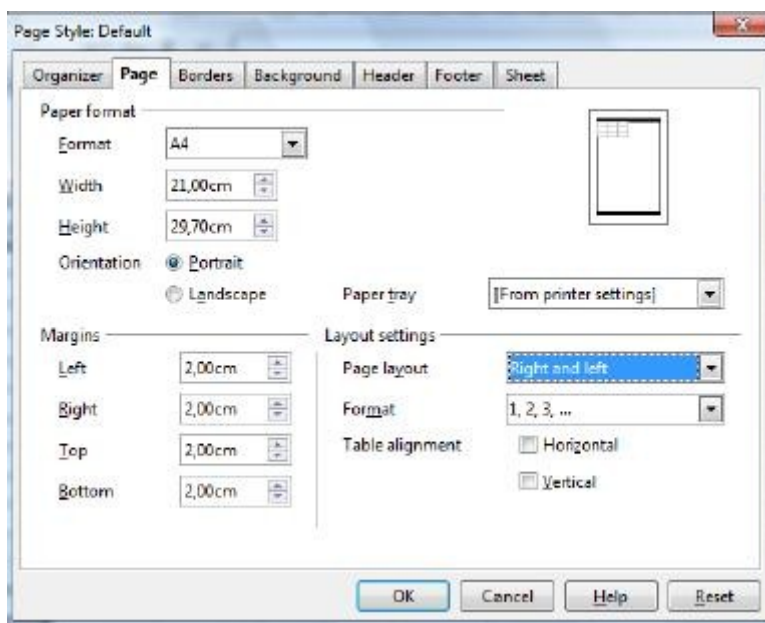 Page Style: Default
Organizer Page Borders Background Header Footer Sheet
Paper format
Format A4
Width 21,00cm
Height 29,70cm
Orientation Portrait
Landscape Paper tray [From printer settings]
Margins Layout settings
Left 2,00cm Page layout Right and left
Right 2,00cm Format 1, 2, 3, ...
Top 2,00cm Table alignment Horizontal
Bottom 2,00cm Vertical
OK Cancel Help Reset